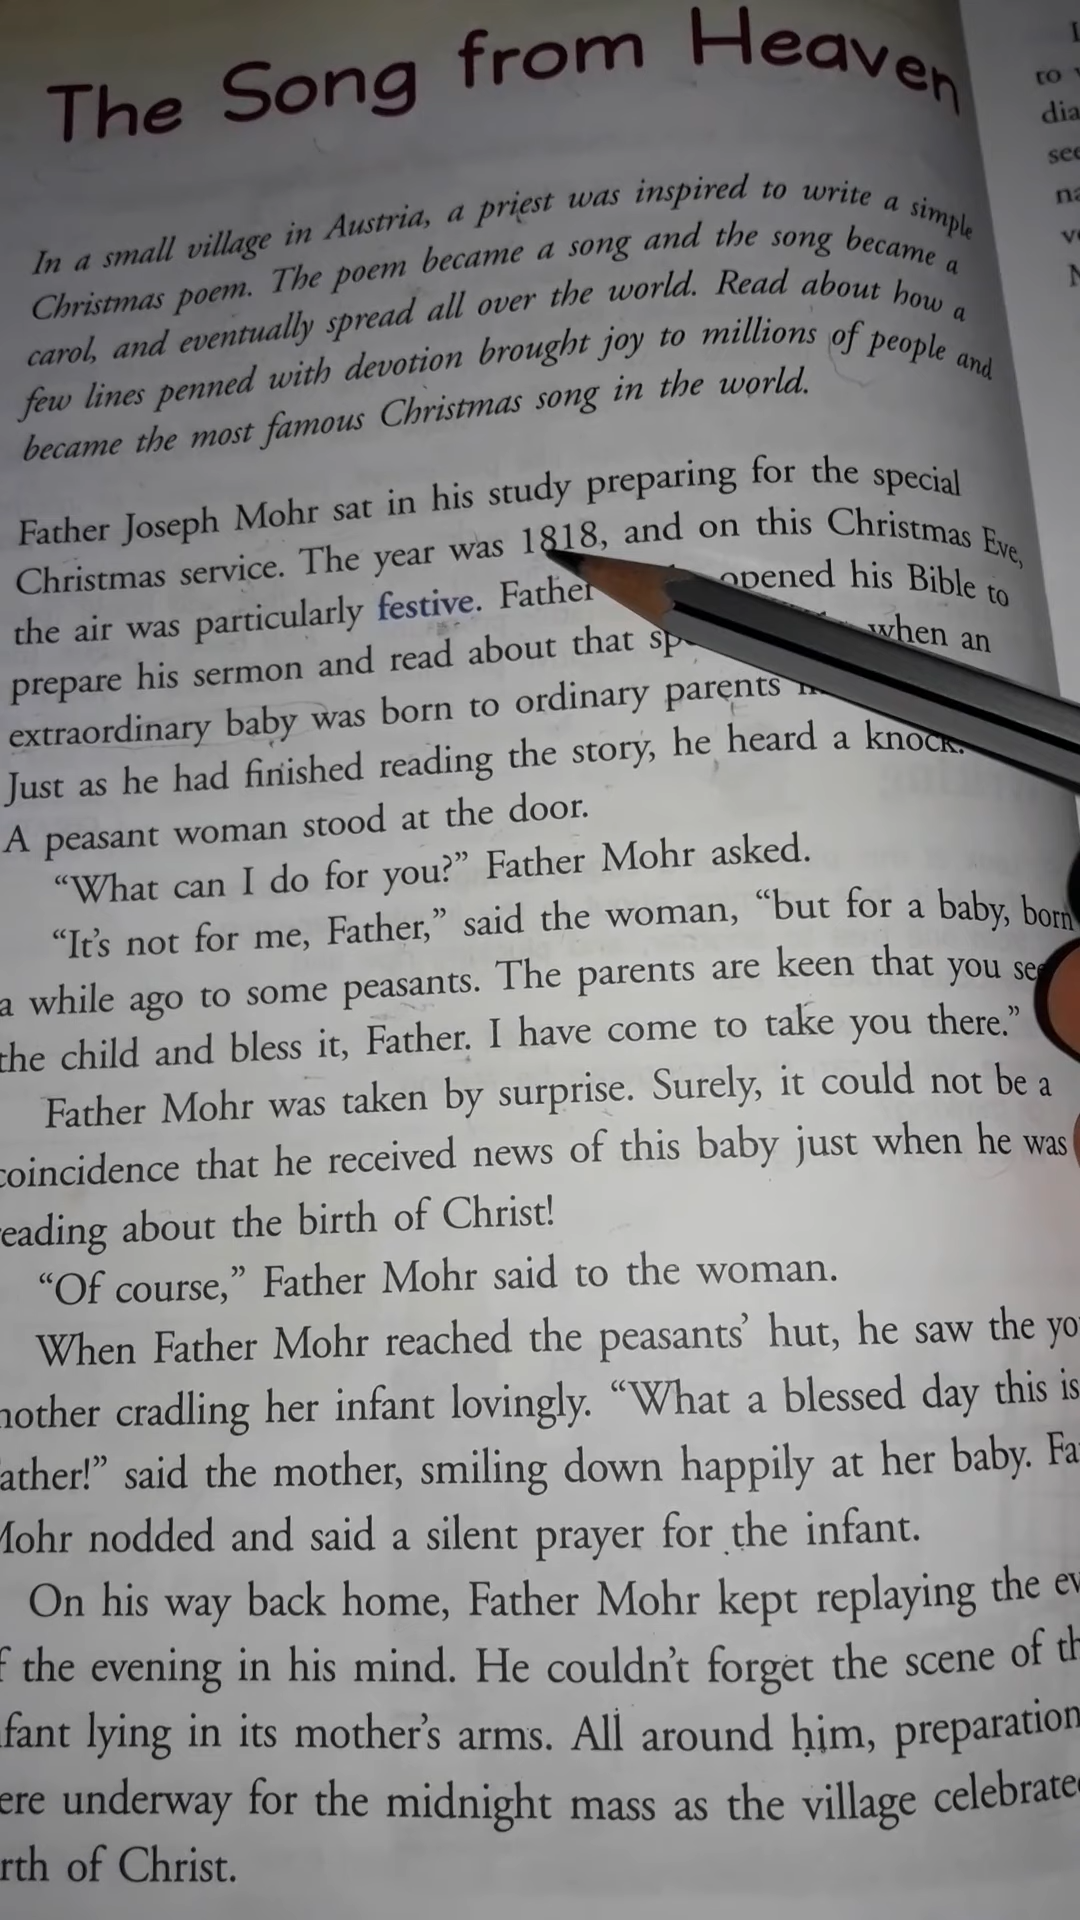 The Song from Heaven
In a small village in Austria, a priest was inspired to write a simple
Christmas poem. The poem became a song and the song became a
carol, and eventually spread all over the world. Read about how a
few lines penned with devotion brought joy to millions of people and
became the most famous Christmas song in the world.
Father Joseph Mohr sat in his study preparing for the special
Christmas service. The year was 1818, and on this Christmas Eve,
the air was particularly festive. Father opened his Bible to
prepare his sermon and read about that when an
extraordinary baby was born to ordinary parents
Just as he had finished reading the story, he heard a knock.
A peasant woman stood at the door.
“What can I do for you?” Father Mohr asked.
“It’s not for me, Father,” said the woman, “but for a baby, born
a while ago to some peasants. The parents are keen that you see
the child and bless it, Father. I have come to take you there.”
Father Mohr was taken by surprise. Surely, it could not be a
coincidence that he received news of this baby just when he was
reading about the birth of Christ!
“Of course,” Father Mohr said to the woman.
When Father Mohr reached the peasants’ hut, he saw the yo
mother cradling her infant lovingly. “What a blessed day this is
ather!” said the mother, smiling down happily at her baby. Fa
Mohr nodded and said a silent prayer for the infant.
On his way back home, Father Mohr kept replaying the ev
f the evening in his mind. He couldn’t forget the scene of th
fant lying in its mother’s arms. All around him, preparation
ere underway for the midnight mass as the village celebrate
rth of Christ.
to
dia
see
na